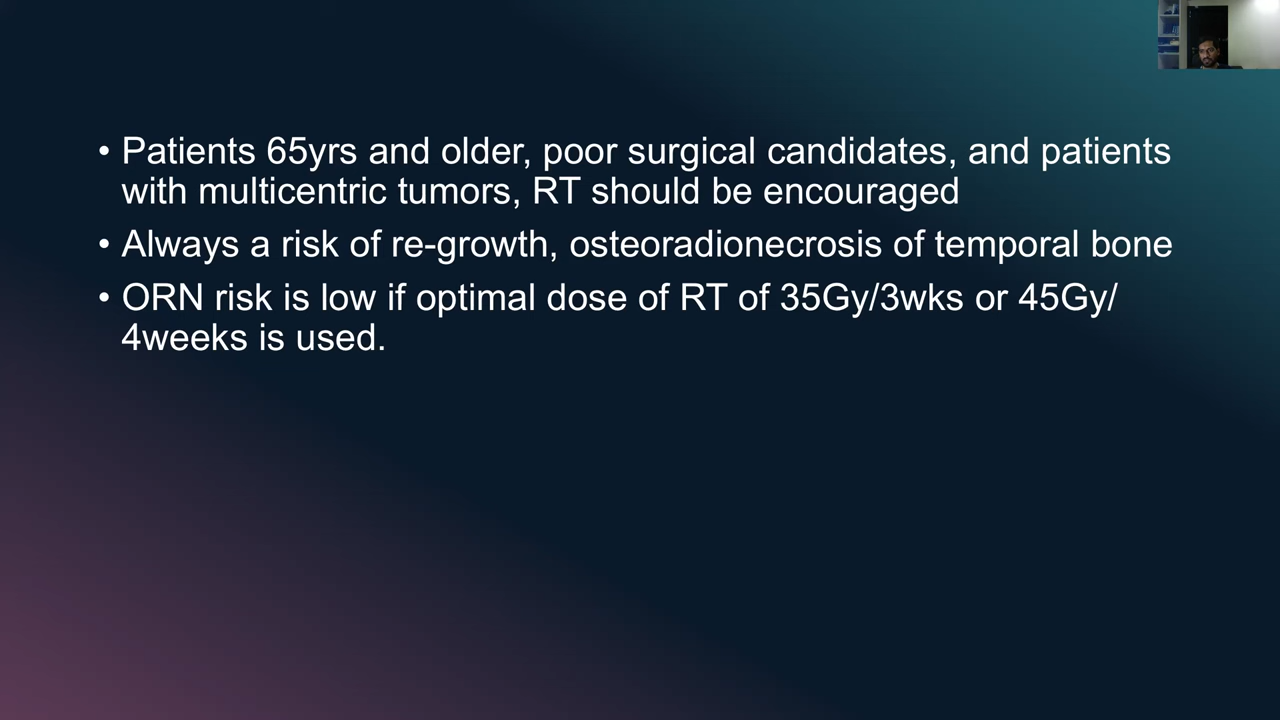 • Patients 65yrs and older, poor surgical candidates, and patients
with multicentric tumors, RT should be encouraged
• Always a risk of re-growth, osteoradionecrosis of temporal bone
• ORN risk is low if optimal dose of RT of 35Gy/3wks or 45Gy/
4weeks is used.